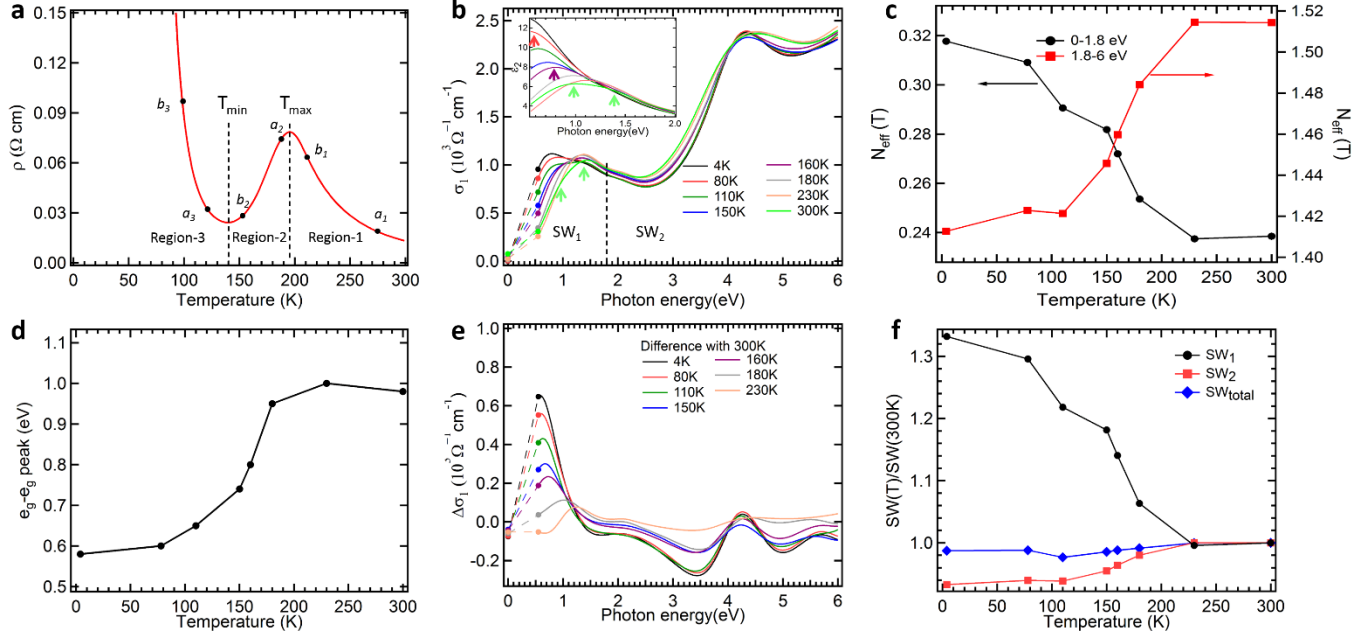 a
0.15
0.12
0.09
0.06
0.03
0.00
ρ (Ω cm)
b3
Tmin
Tmax
a2
b1
a3
b2
a1
Region-3
Region-2
Region-1
0 50 100 150 200 250 300
Temperature (K)
b
2.5
2.0
1.5
1.0
0.5
0.0
σ1 (10³ Ω⁻¹ cm⁻¹)
12
10
8
6
4
ε2
1.0 1.5 2.0
Photon energy(eV)
4K
80K
110K
150K
160K
180K
230K
300K
SW1
SW2
0 1 2 3 4 5 6
Photon energy(eV)
c
0.32
0.30
0.28
0.26
0.24
Neff (T)
0-1.8 eV
1.8-6 eV
1.52
1.50
1.48
1.46
1.44
1.42
1.40
Neff (T)
0 50 100 150 200 250 300
Temperature (K)
d
1.0
0.9
0.8
0.7
0.6
0.5
eg-eg peak (eV)
0 50 100 150 200 250 300
Temperature (K)
e
1.0
0.8
0.6
0.4
0.2
0.0
-0.2
Δσ1 (10³ Ω⁻¹ cm⁻¹)
Difference with 300K
4K
80K
110K
150K
160K
180K
230K
0 1 2 3 4 5 6
Photon energy(eV)
f
1.3
1.2
1.1
1.0
SW(T)/SW(300K)
SW1
SW2
SWtotal
0 50 100 150 200 250 300
Temperature (K)